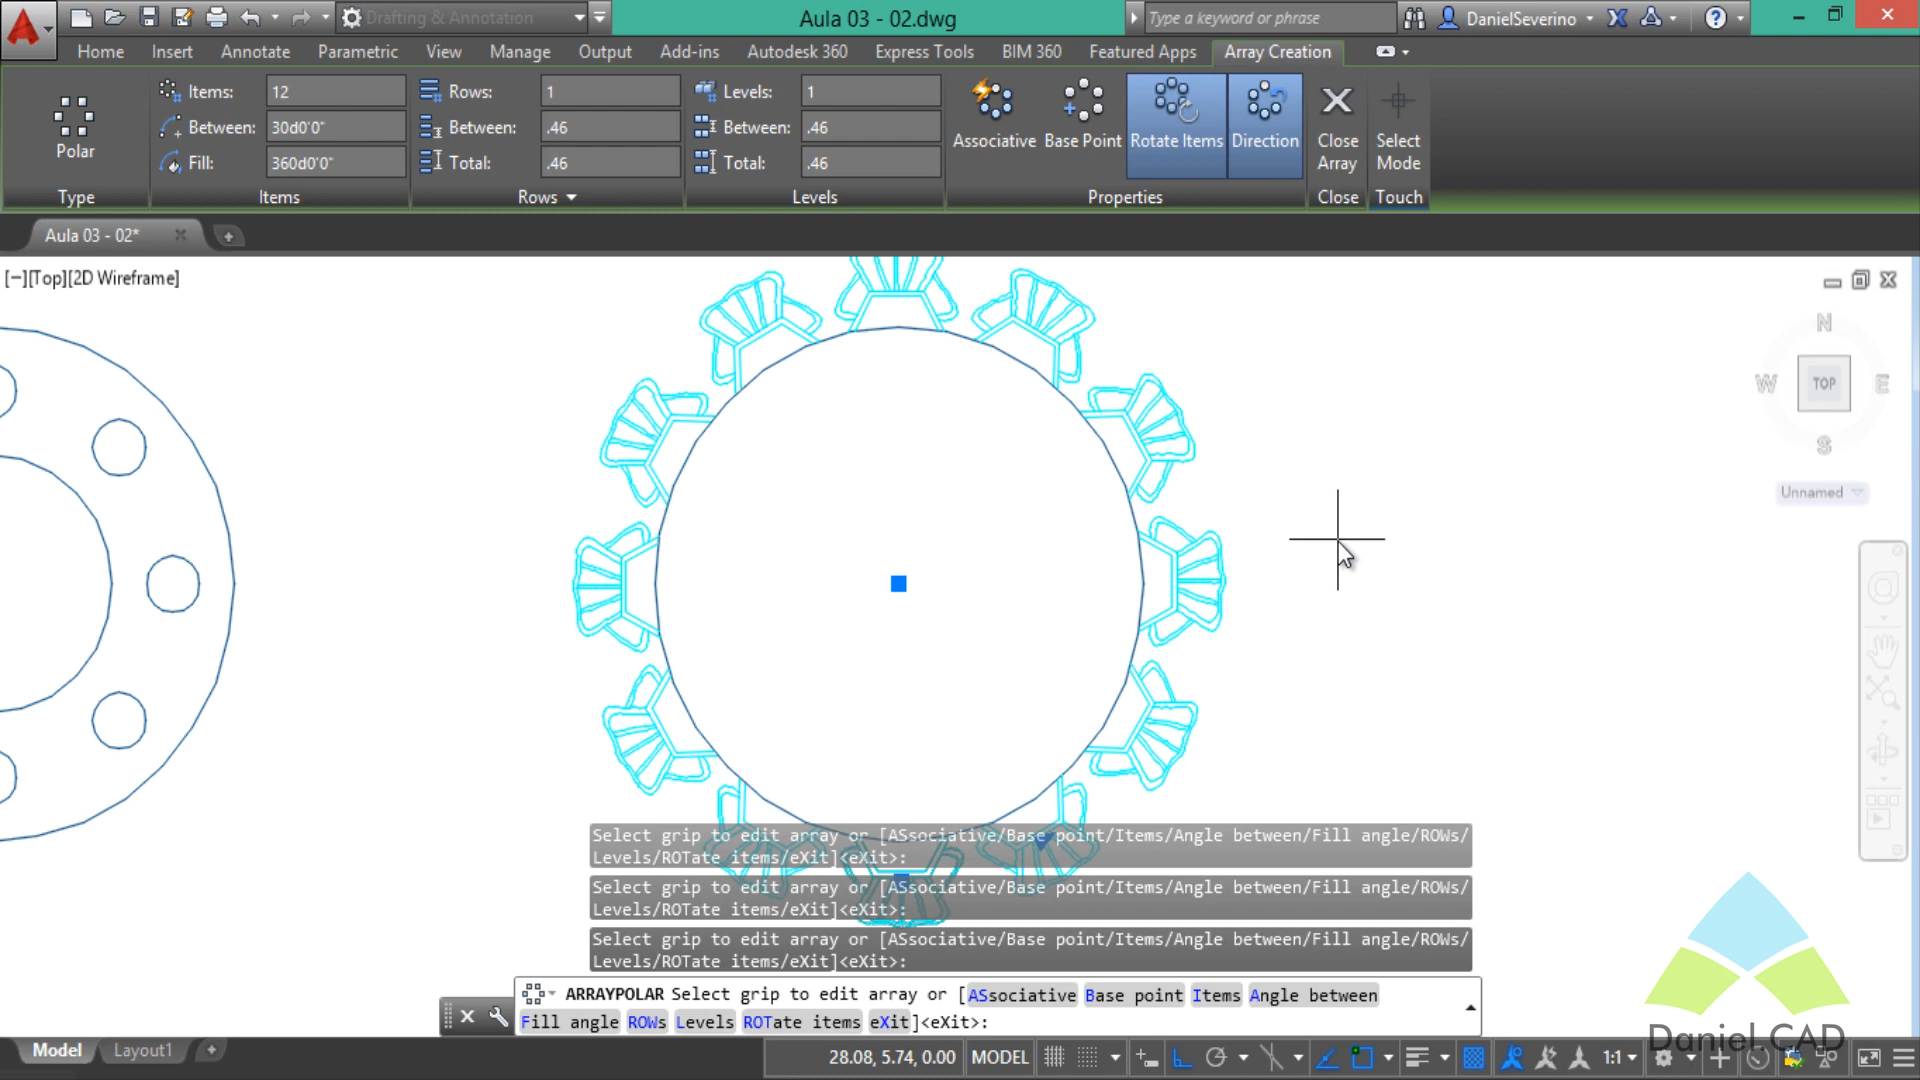 Drafting & Annotation
Aula 03 - 02.dwg
Type a keyword or phrase
DanielSeverino
Home Insert Annotate Parametric View Manage Output Add-ins Autodesk 360 Express Tools BIM 360 Featured Apps Array Creation
Items: 12 Rows: 1 Levels: 1
Between: 30d0'0" Between: .46 Between: .46
Fill: 360d0'0" Total: .46 Total: .46
Polar
Associative Base Point Rotate Items Direction Close Array Select Mode
Type Items Rows Levels Properties Close Touch
Aula 03 - 02*
[−][Top][2D Wireframe]
N
W TOP E
S
Unnamed
Select grip to edit array or [ASsociative/Base point/Items/Angle between/Fill angle/ROWs/
Levels/ROTate items/eXit]<eXit>:
Select grip to edit array or [ASsociative/Base point/Items/Angle between/Fill angle/ROWs/
Levels/ROTate items/eXit]<eXit>:
Select grip to edit array or [ASsociative/Base point/Items/Angle between/Fill angle/ROWs/
Levels/ROTate items/eXit]<eXit>:
ARRAYPOLAR Select grip to edit array or [ASsociative Base point Items Angle between
Fill angle ROWs Levels ROTate items eXit]<eXit>:
Daniel CAD
Model Layout1
28.08, 5.74, 0.00 MODEL 1:1